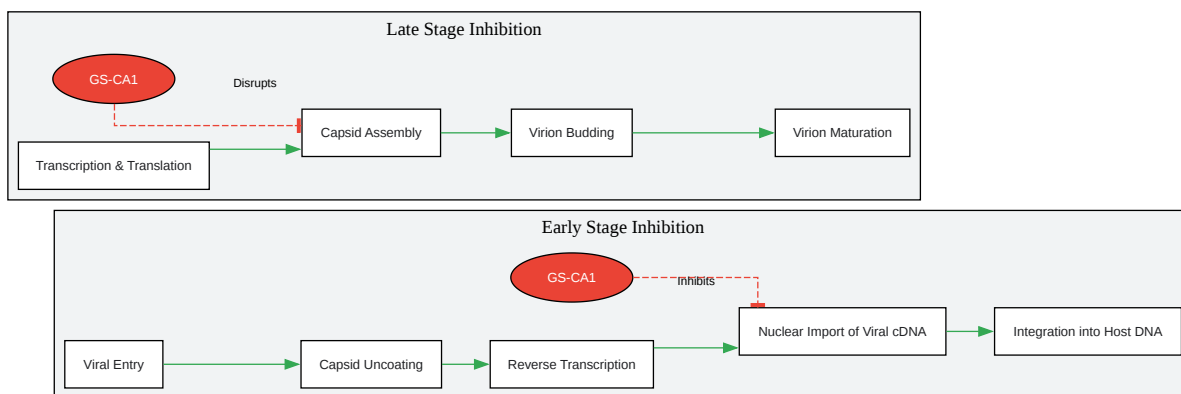 Late Stage Inhibition
GS-CA1
Disrupts
Capsid Assembly
Virion Budding
Virion Maturation
Transcription & Translation
Early Stage Inhibition
GS-CA1
Inhibits
Nuclear Import of Viral cDNA
Integration into Host DNA
Viral Entry
Capsid Uncoating
Reverse Transcription